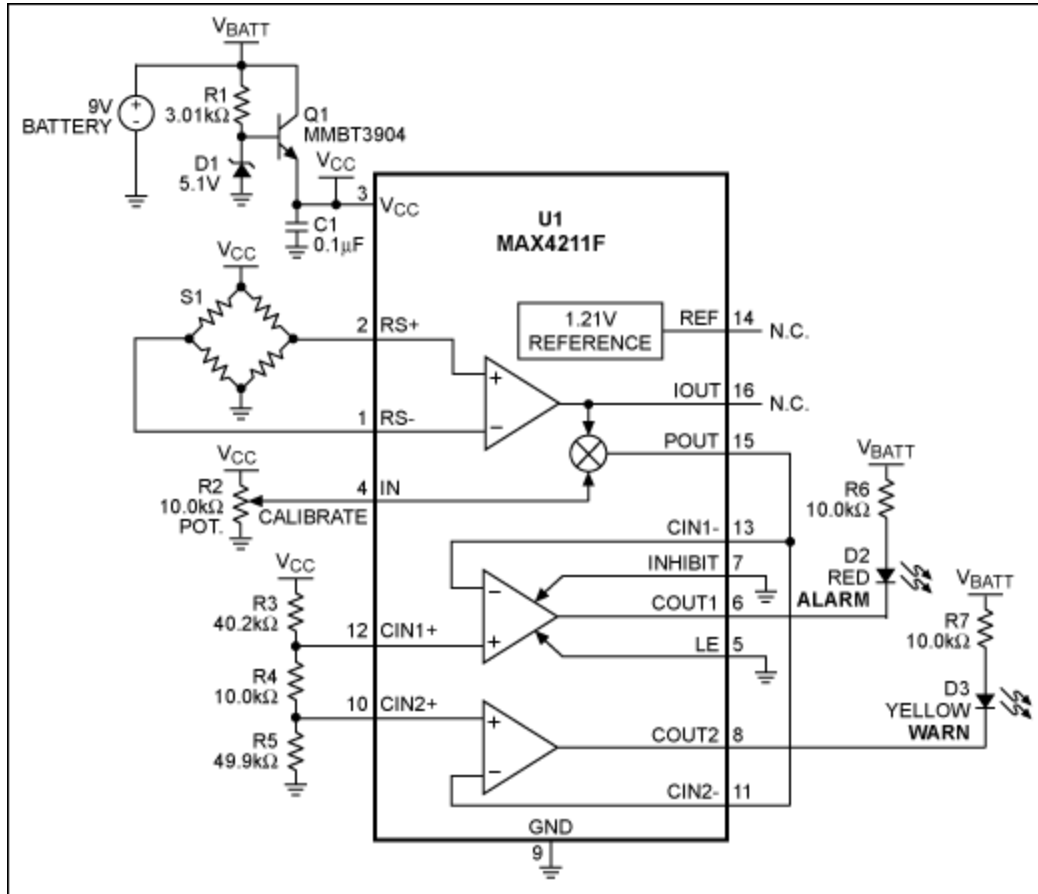 VBATT
R1
3.01kΩ
9V
BATTERY
+
-
Q1
MMBT3904
D1
5.1V
VCC
3
VCC
C1
0.1µF
U1
MAX4211F
VCC
S1
2 RS+
1.21V
REFERENCE
REF 14
N.C.
+
−
IOUT 16
N.C.
1 RS-
POUT 15
VCC
R2
10.0kΩ
POT.
4 IN
CALIBRATE
VBATT
R6
10.0kΩ
CIN1- 13
VCC
R3
40.2kΩ
−
+
INHIBIT 7
D2
RED
ALARM
COUT1 6
VBATT
R7
10.0kΩ
12 CIN1+
LE 5
R4
10.0kΩ
10 CIN2+
+
−
D3
YELLOW
WARN
R5
49.9kΩ
COUT2 8
CIN2- 11
GND
9